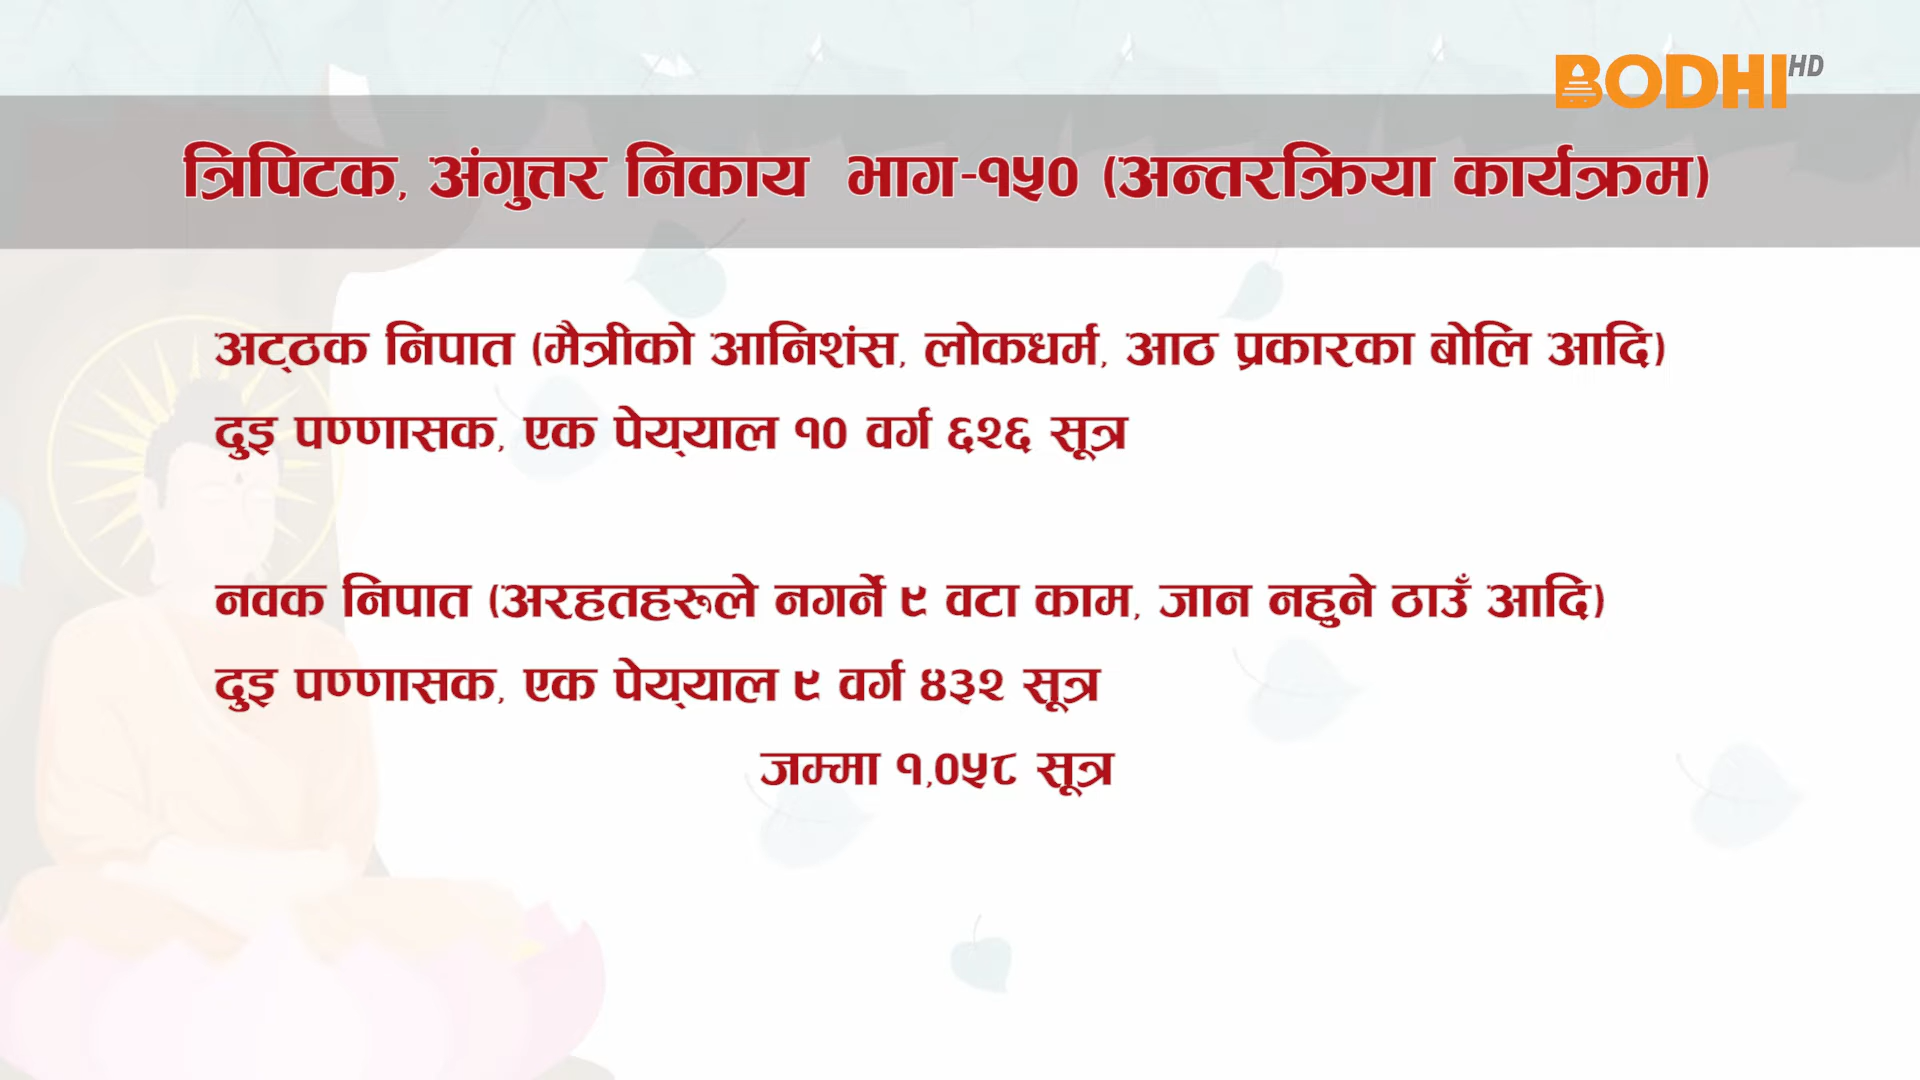 BODHI HD
त्रिपिटक, अंगुत्तर निकाय भाग-१५० (अन्तरक्रिया कार्यक्रम)
अट्‌ठक निपात (मैत्रीको आनिशंस, लोकधर्म, आठ प्रकारका बोलि आदि)
दुइ पण्णासक, एक पेय्‌याल १० वर्ग ६२६ सूत्र
नवक निपात (अरहतहरुले नगर्ने ९ वटा काम, जान नहुने ठाउँ आदि)
दुइ पण्णासक, एक पेय्‌याल ९ वर्ग ४३२ सूत्र
जम्मा १,०५८ सूत्र